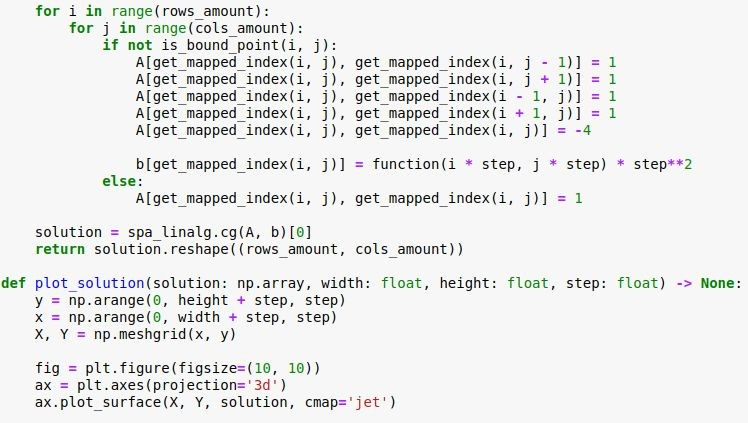 for i in range(rows_amount):
        for j in range(cols_amount):
            if not is_bound_point(i, j):
                A[get_mapped_index(i, j), get_mapped_index(i, j - 1)] = 1
                A[get_mapped_index(i, j), get_mapped_index(i, j + 1)] = 1
                A[get_mapped_index(i, j), get_mapped_index(i - 1, j)] = 1
                A[get_mapped_index(i, j), get_mapped_index(i + 1, j)] = 1
                A[get_mapped_index(i, j), get_mapped_index(i, j)] = -4

                b[get_mapped_index(i, j)] = function(i * step, j * step) * step**2
            else:
                A[get_mapped_index(i, j), get_mapped_index(i, j)] = 1

    solution = spa_linalg.cg(A, b)[0]
    return solution.reshape((rows_amount, cols_amount))

def plot_solution(solution: np.array, width: float, height: float, step: float) -> None:
    y = np.arange(0, height + step, step)
    x = np.arange(0, width + step, step)
    X, Y = np.meshgrid(x, y)

    fig = plt.figure(figsize=(10, 10))
    ax = plt.axes(projection='3d')
    ax.plot_surface(X, Y, solution, cmap='jet')